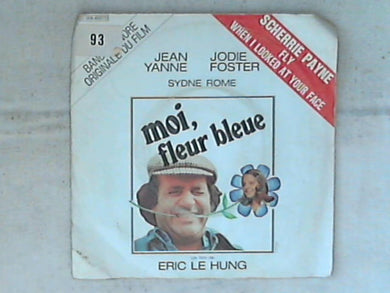 93
BANDE
ORIGINALE DU FILM
JEAN
YANNE
JODIE
FOSTER
SYDNE ROME
SCHERRIE PAYNE
FLY
WHEN I LOOKED AT YOUR FACE
moi,
fleur bleue
ERIC LE HUNG